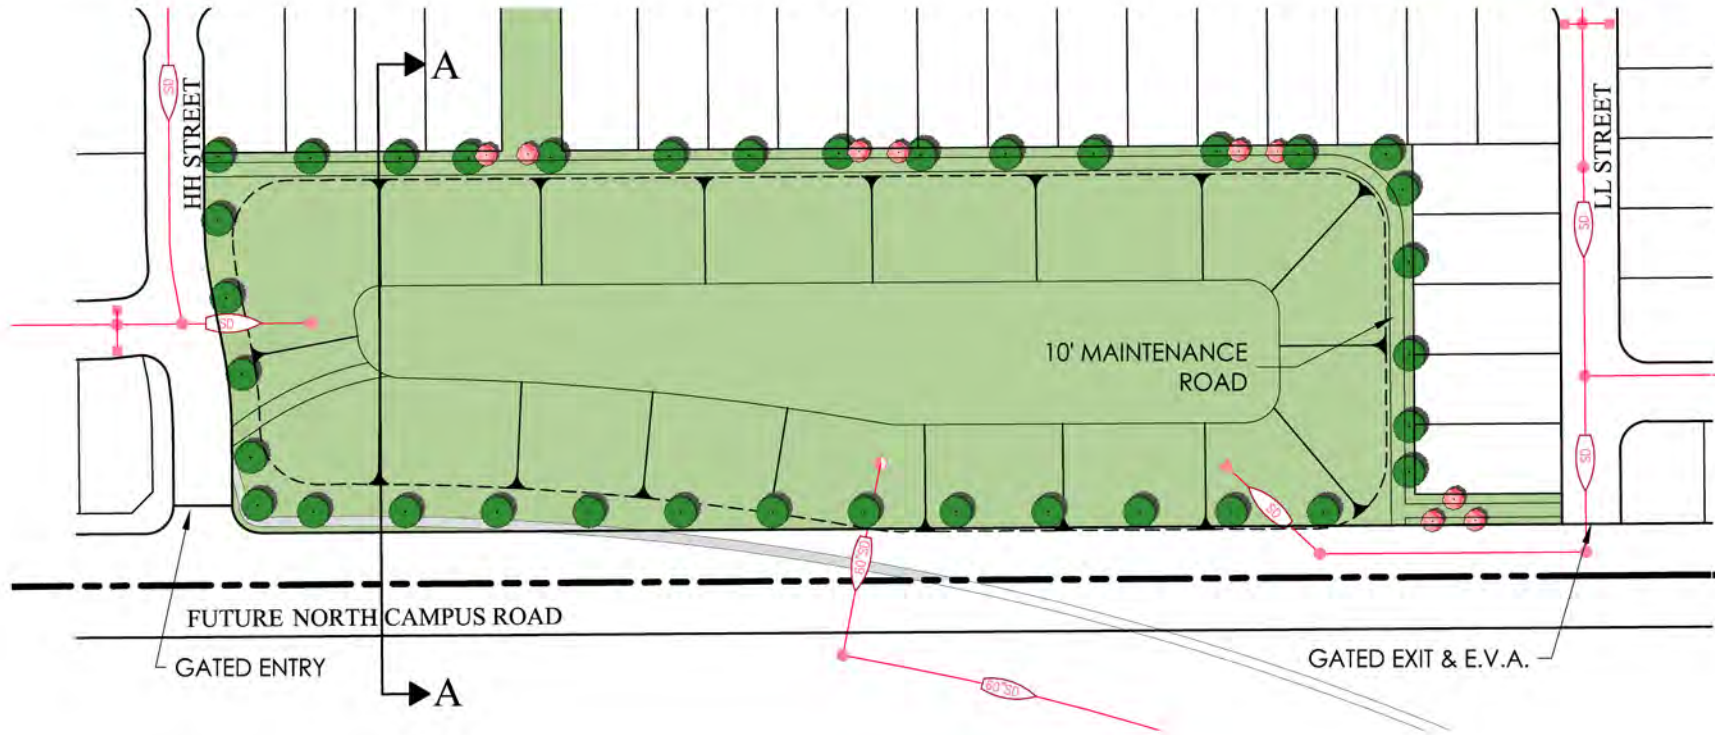 A
SD
HH STREET
LL STREET
SD
SD
10' MAINTENANCE
ROAD
SD
SD
60"SD
FUTURE NORTH CAMPUS ROAD
GATED ENTRY
GATED EXIT & E.V.A.
A
60"SD